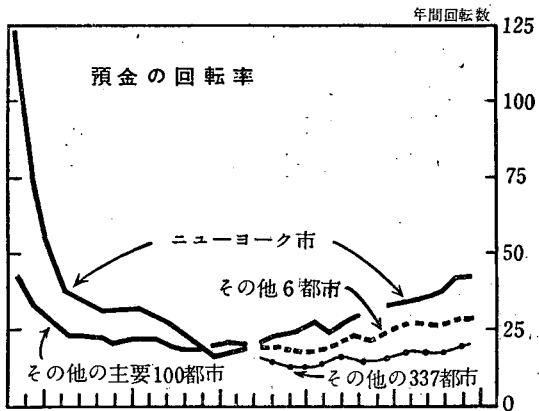 年間回転数
125
預金の回転率
100
75
ニューヨーク市
50
その他6都市
25
その他の主要100都市
その他の337都市
0